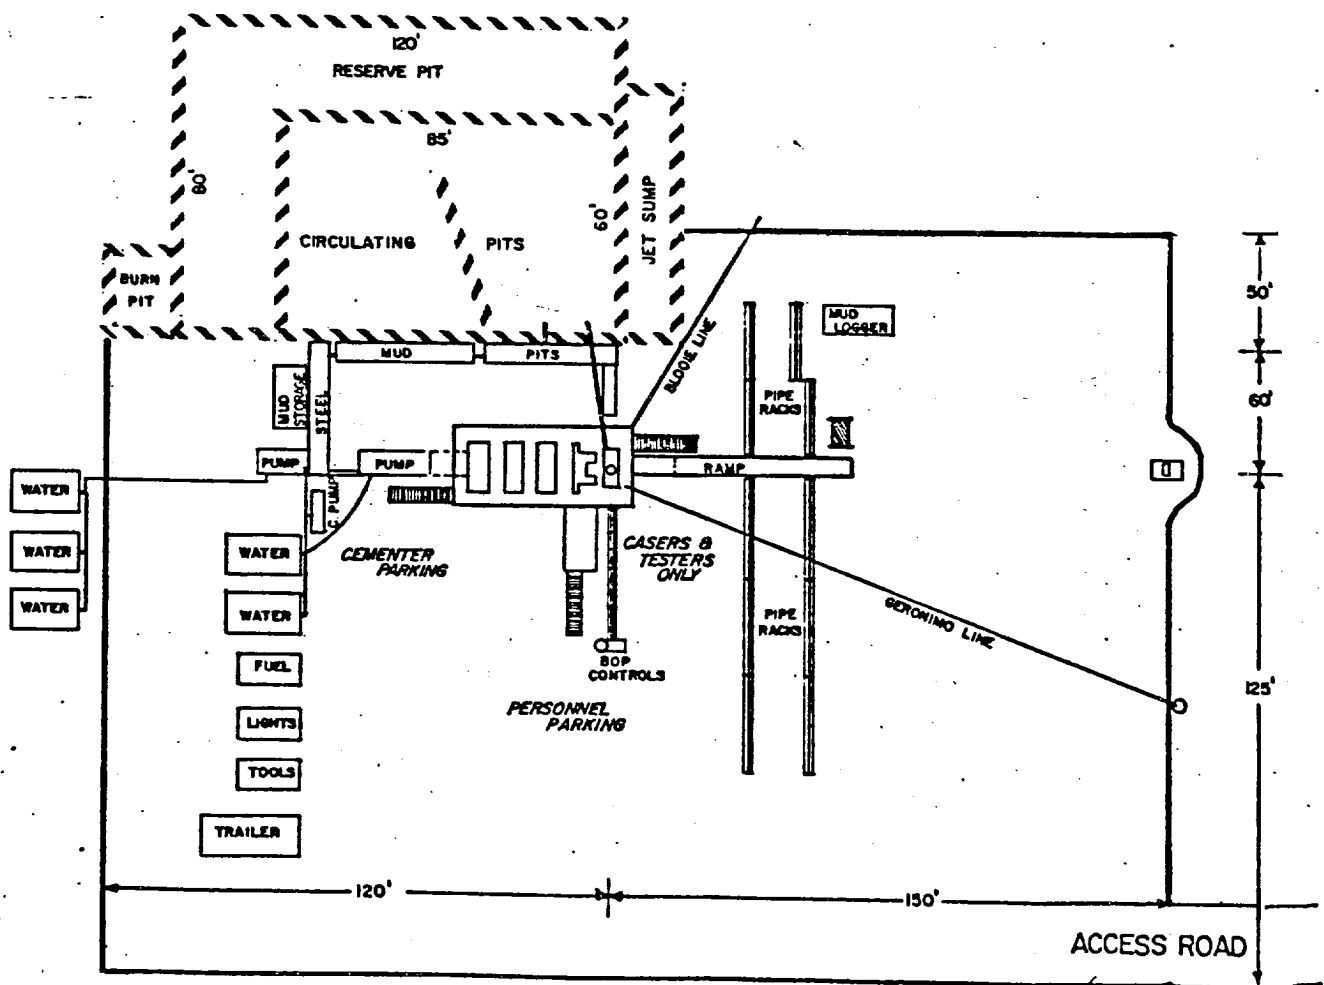 120'
RESERVE PIT
85'
80'
60'
CIRCULATING PITS
JET SUMP
BURN
PIT
BLOOIE LINE
MUD
LOGGER
50'
MUD PITS
MUD
STORAGE
STEEL
PIPE
RACKS
60'
PUMP
PUMP
RAMP
WATER
C. PUMP
WATER
WATER
CEMENTER
PARKING
CASERS &
TESTERS
ONLY
WATER
WATER
GERONIMO LINE
PIPE
RACKS
FUEL
BOP
CONTROLS
125'
LIGHTS
PERSONNEL
PARKING
TOOLS
TRAILER
120'
150'
ACCESS ROAD